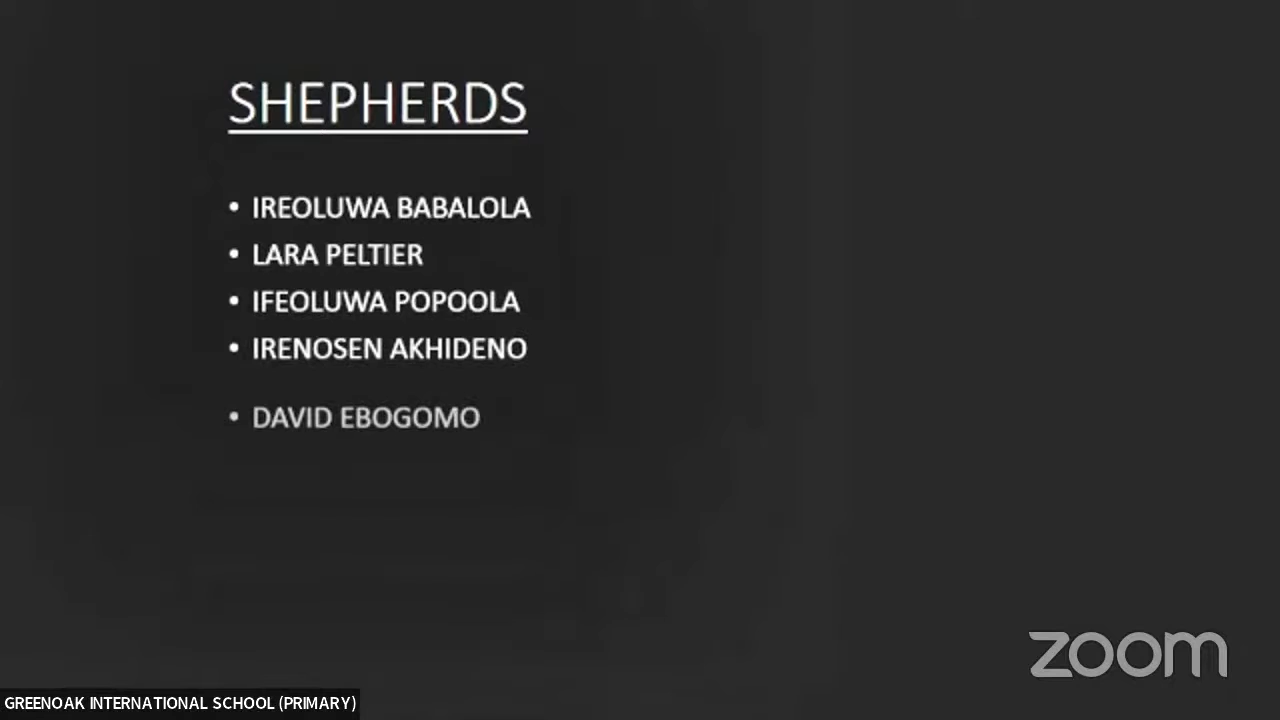 SHEPHERDS
• IREOLUWA BABALOLA
• LARA PELTIER
• IFEOLUWA POPOOLA
• IRENOSEN AKHIDENO
• DAVID EBOGOMO
zoom
GREENOAK INTERNATIONAL SCHOOL (PRIMARY)